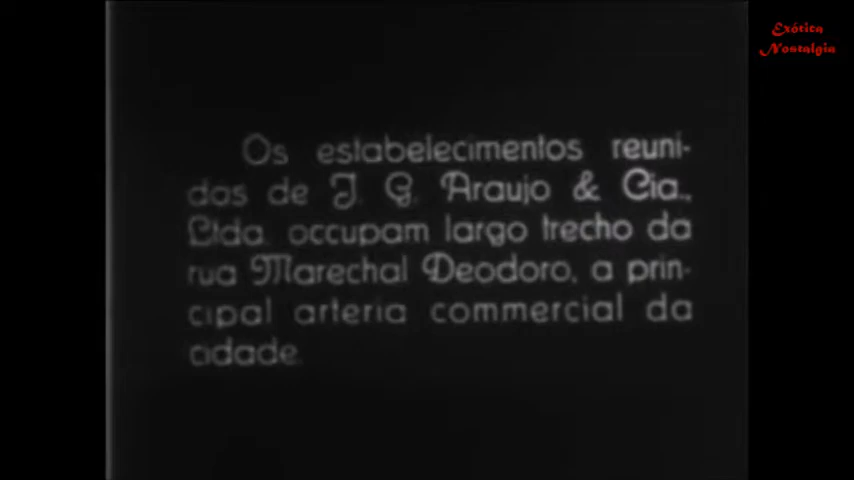 Exótica
Nostalgia
Os estabelecimentos reuni-
dos de J. G. Araujo & Cia.,
Ltda. occupam largo trecho da
rua Marechal Deodoro, a prin-
cipal arteria commercial da
cidade.